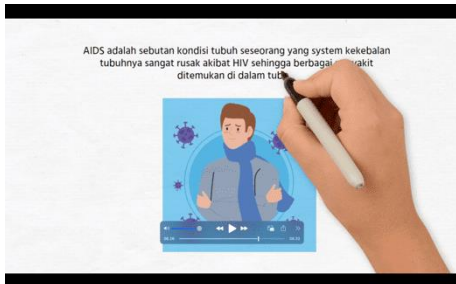 AIDS adalah sebutan kondisi tubuh seseorang yang system kekebalan
tubuhnya sangat rusak akibat HIV sehingga berbagai
ditemukan di dalam